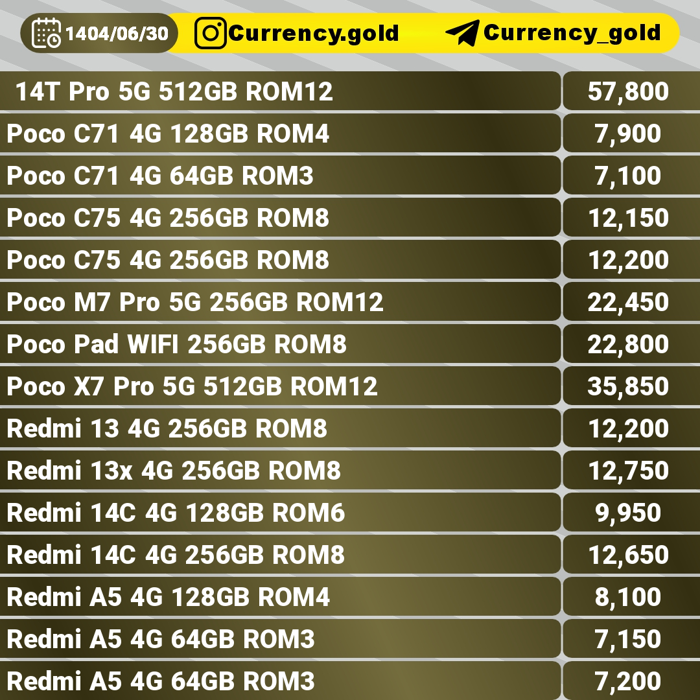 1404/06/30 Currency.gold Currency_gold
14T Pro 5G 512GB ROM12 57,800
Poco C71 4G 128GB ROM4 7,900
Poco C71 4G 64GB ROM3 7,100
Poco C75 4G 256GB ROM8 12,150
Poco C75 4G 256GB ROM8 12,200
Poco M7 Pro 5G 256GB ROM12 22,450
Poco Pad WIFI 256GB ROM8 22,800
Poco X7 Pro 5G 512GB ROM12 35,850
Redmi 13 4G 256GB ROM8 12,200
Redmi 13x 4G 256GB ROM8 12,750
Redmi 14C 4G 128GB ROM6 9,950
Redmi 14C 4G 256GB ROM8 12,650
Redmi A5 4G 128GB ROM4 8,100
Redmi A5 4G 64GB ROM3 7,150
Redmi A5 4G 64GB ROM3 7,200